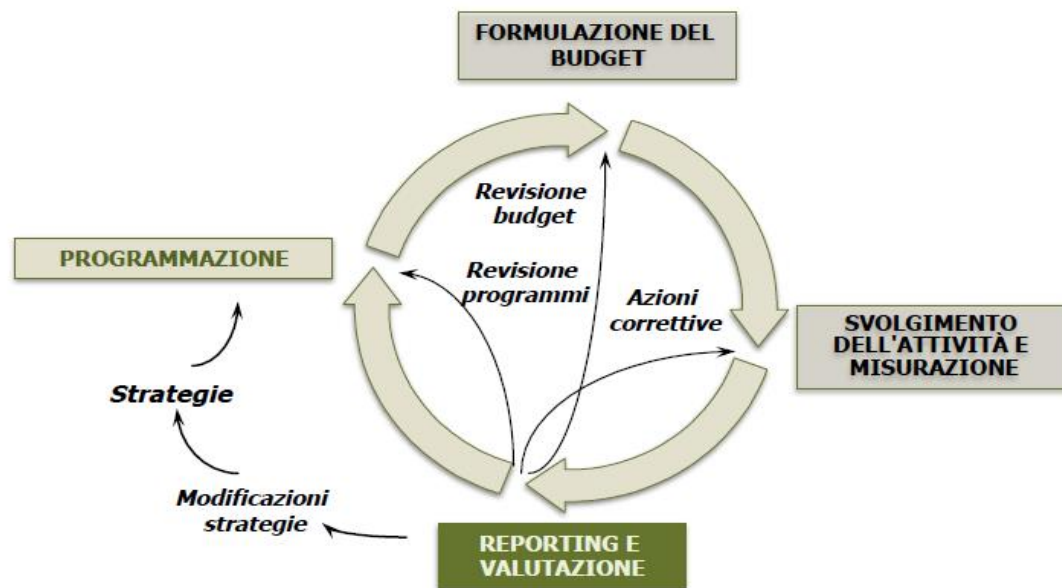 FORMULAZIONE DEL
BUDGET
Revisione
budget
PROGRAMMAZIONE
Revisione
programmi
Azioni
correttive
SVOLGIMENTO
DELL'ATTIVITÀ E
MISURAZIONE
Strategie
Modificazioni
strategie
REPORTING E
VALUTAZIONE